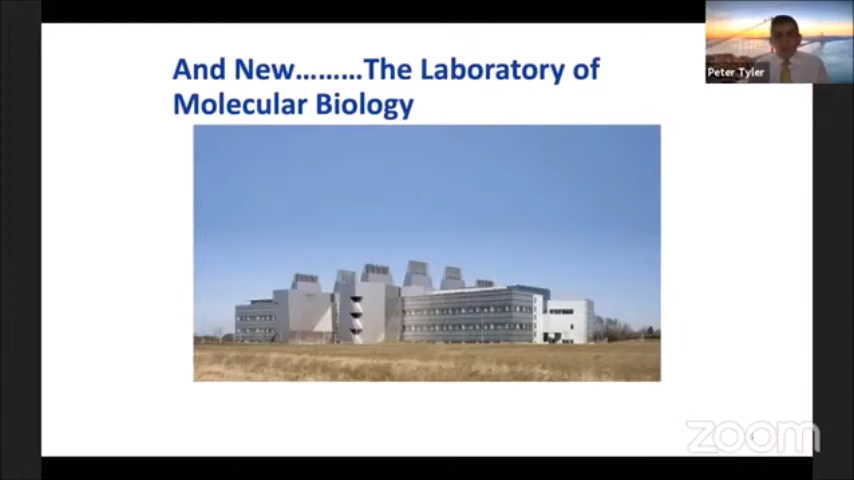 And New.........The Laboratory of
Molecular Biology
Peter Tyler
zoom